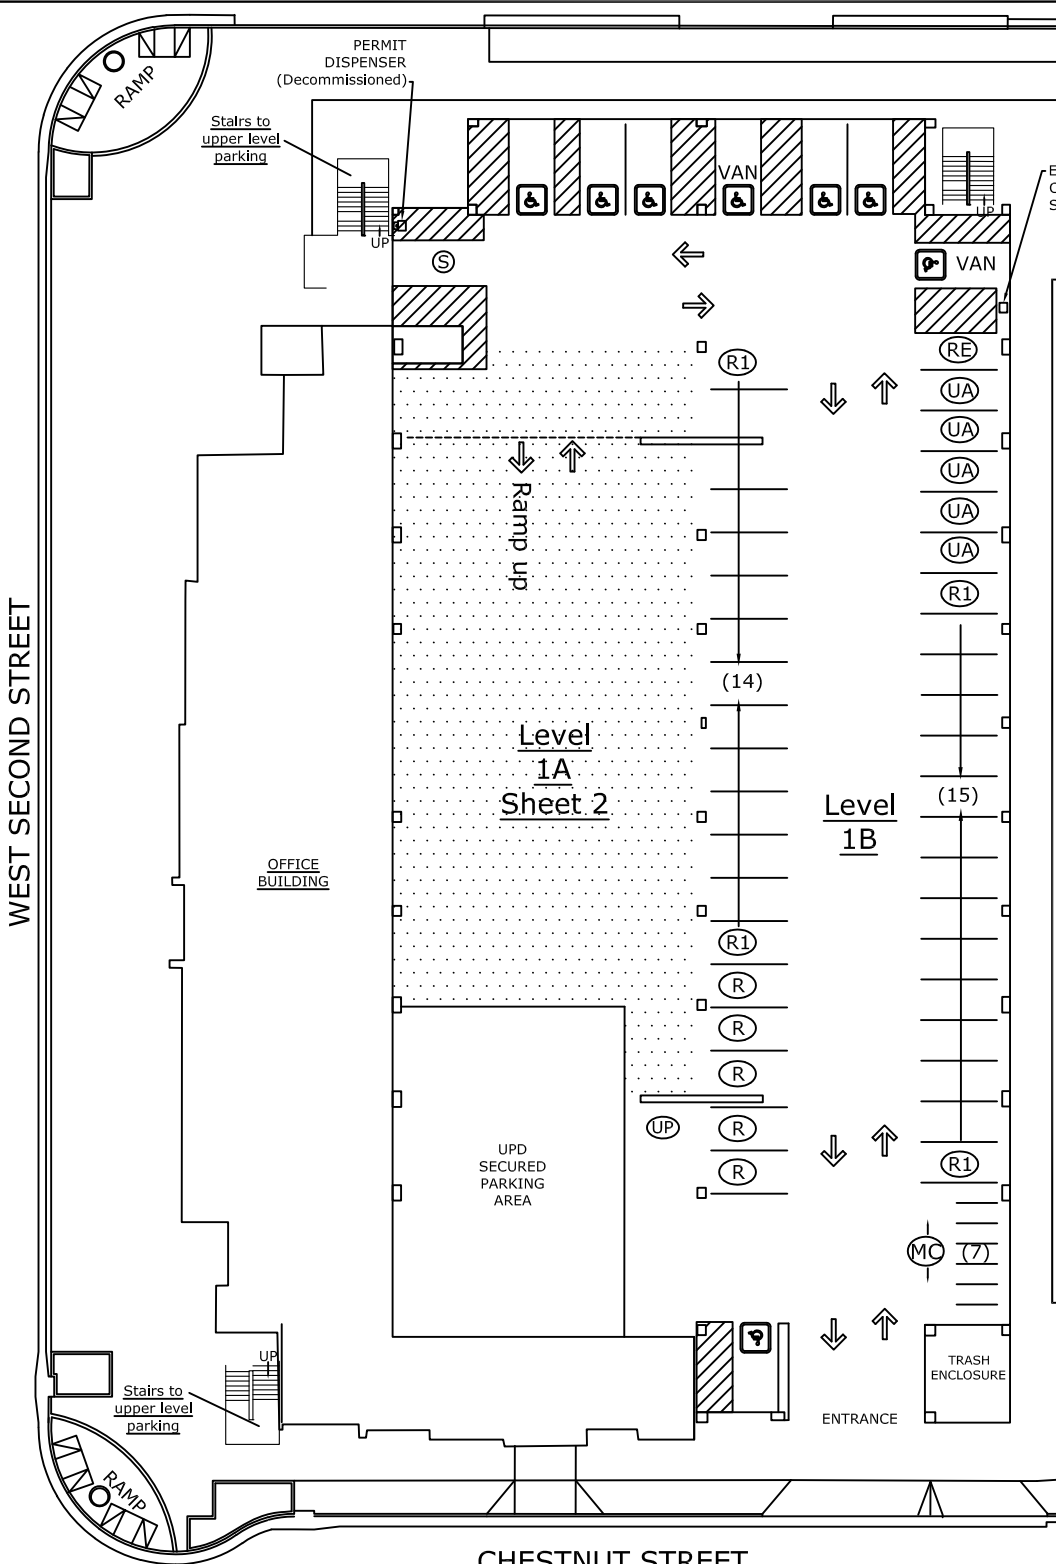 PERMIT
DISPENSER
(Decommissioned)
RAMP
Stairs to
upper level
parking
UP
VAN
UP
S
VAN
R1
RE
UA
UA
UA
UA
UA
R1
Ramp up
(14)
Level
1A
Sheet 2
Level
1B
(15)
WEST SECOND STREET
OFFICE
BUILDING
R1
R
R
R
R
R
UP
UPD
SECURED
PARKING
AREA
R1
MC (7)
UP
Stairs to
upper level
parking
TRASH
ENCLOSURE
ENTRANCE
RAMP
CHESTNUT STREET